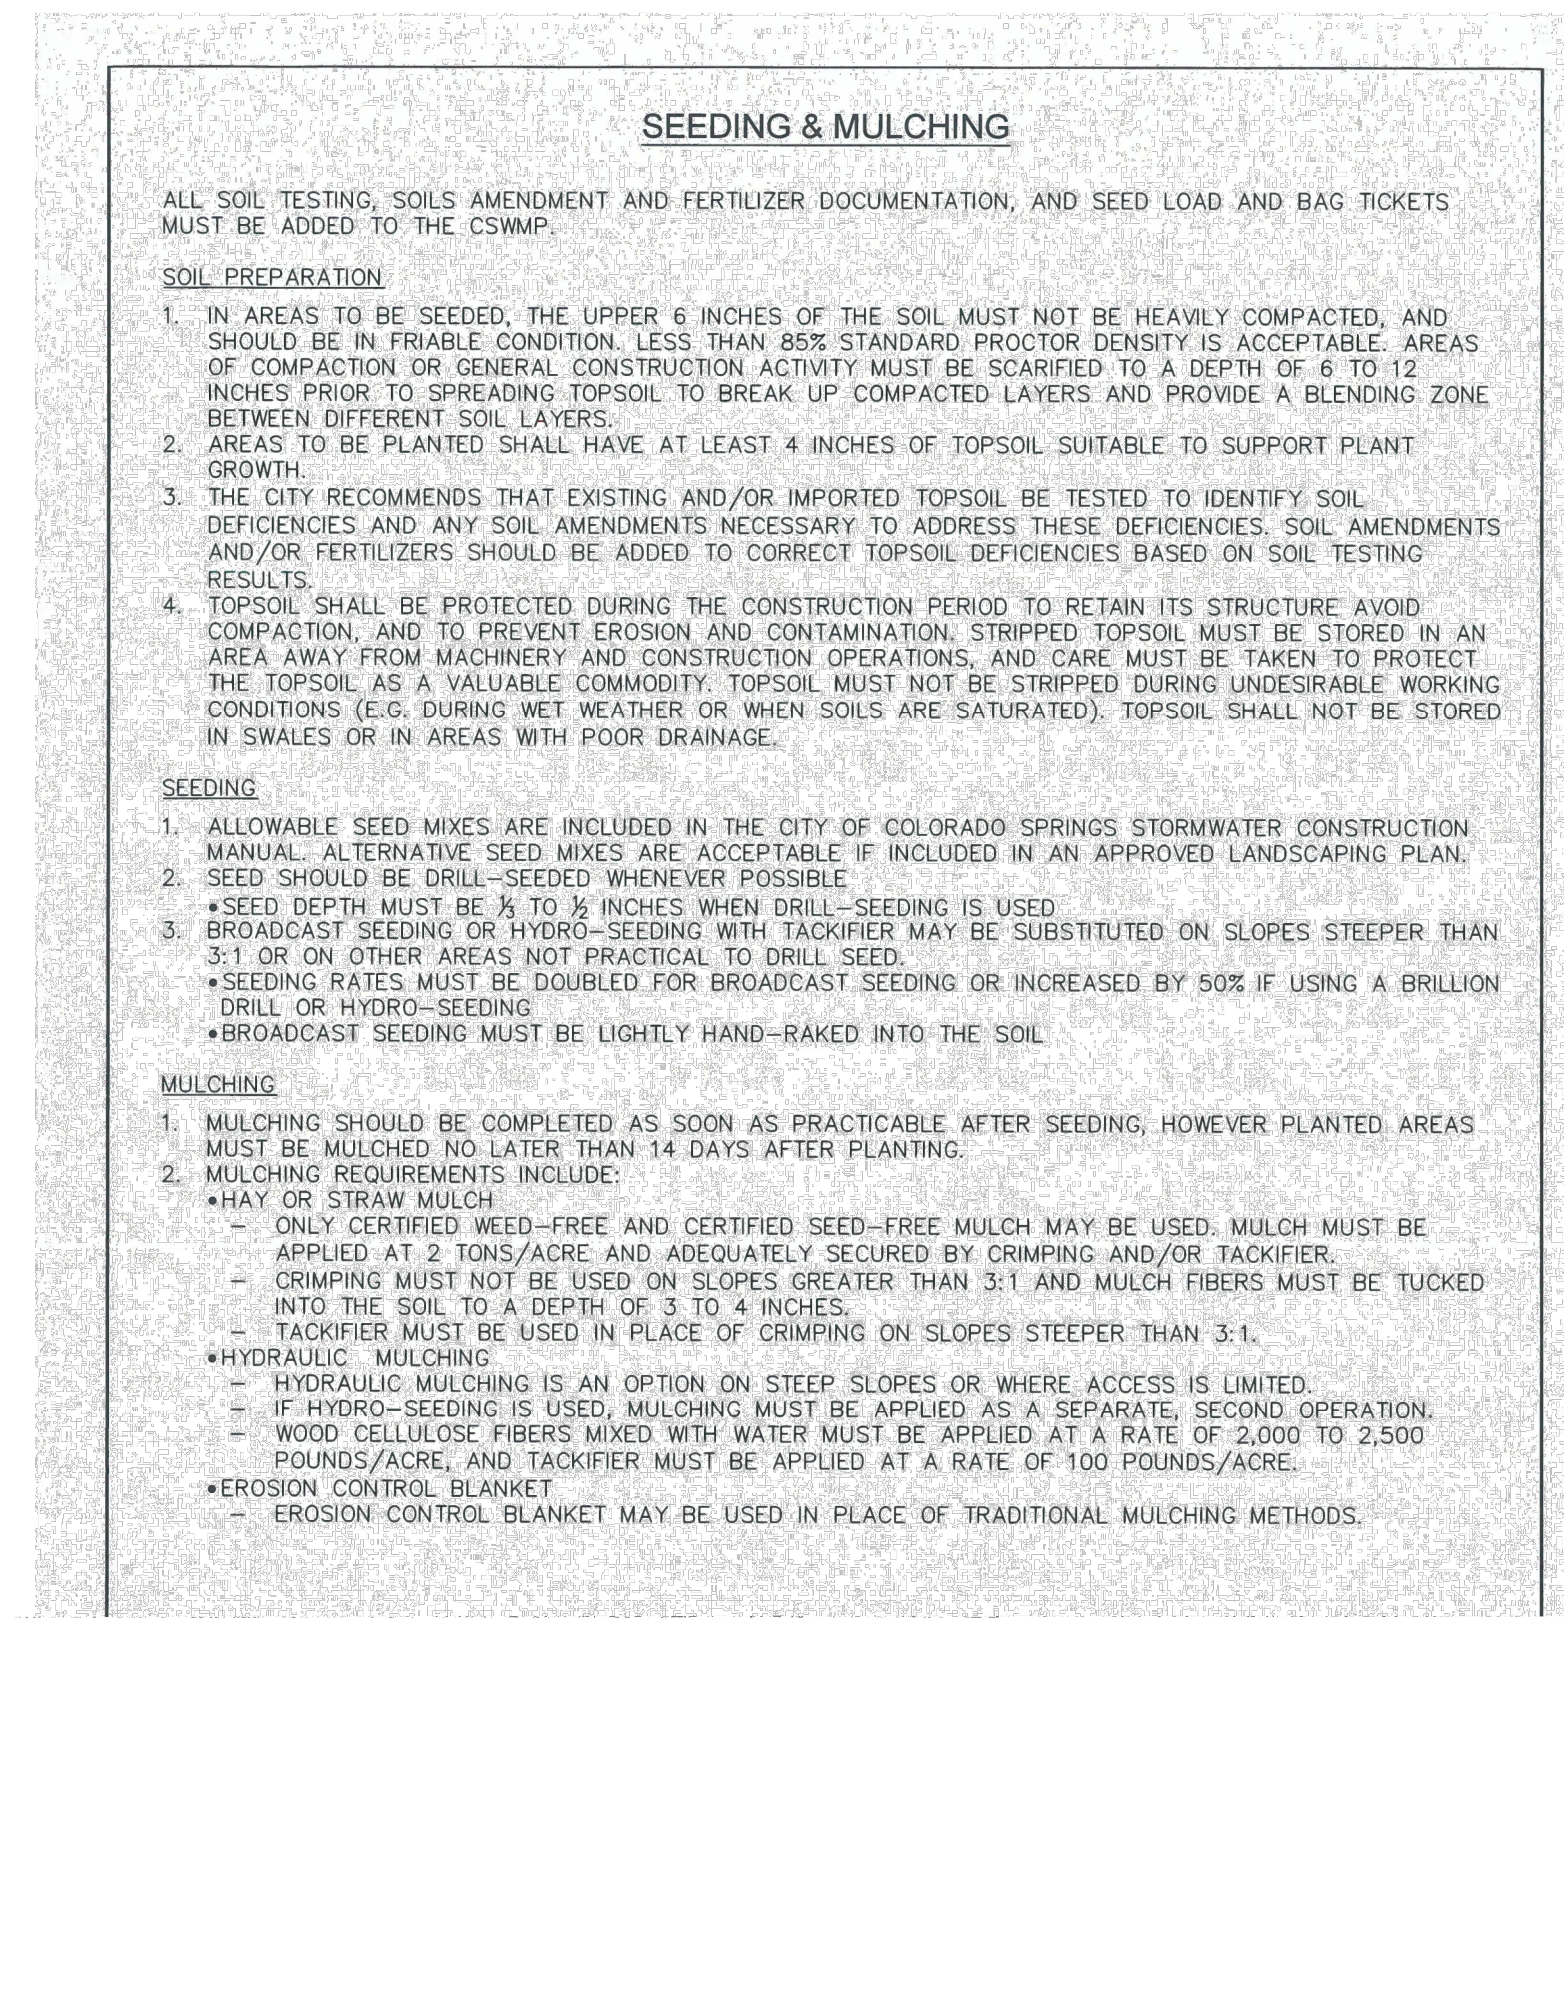 SEEDING & MULCHING
ALL SOIL TESTING, SOILS AMENDMENT AND FERTILIZER DOCUMENTATION, AND SEED LOAD AND BAG TICKETS
MUST BE ADDED TO THE CSWMP.
SOIL PREPARATION
1. IN AREAS TO BE SEEDED, THE UPPER 6 INCHES OF THE SOIL MUST NOT BE HEAVILY COMPACTED, AND
SHOULD BE IN FRIABLE CONDITION. LESS THAN 85% STANDARD PROCTOR DENSITY IS ACCEPTABLE. AREAS
OF COMPACTION OR GENERAL CONSTRUCTION ACTIVITY MUST BE SCARIFIED TO A DEPTH OF 6 TO 12
INCHES PRIOR TO SPREADING TOPSOIL TO BREAK UP COMPACTED LAYERS AND PROVIDE A BLENDING ZONE
BETWEEN DIFFERENT SOIL LAYERS.
2. AREAS TO BE PLANTED SHALL HAVE AT LEAST 4 INCHES OF TOPSOIL SUITABLE TO SUPPORT PLANT
GROWTH.
3. THE CITY RECOMMENDS THAT EXISTING AND/OR IMPORTED TOPSOIL BE TESTED TO IDENTIFY SOIL
DEFICIENCIES AND ANY SOIL AMENDMENTS NECESSARY TO ADDRESS THESE DEFICIENCIES. SOIL AMENDMENTS
AND/OR FERTILIZERS SHOULD BE ADDED TO CORRECT TOPSOIL DEFICIENCIES BASED ON SOIL TESTING
RESULTS.
4. TOPSOIL SHALL BE PROTECTED DURING THE CONSTRUCTION PERIOD TO RETAIN ITS STRUCTURE AVOID
COMPACTION, AND TO PREVENT EROSION AND CONTAMINATION. STRIPPED TOPSOIL MUST BE STORED IN AN
AREA AWAY FROM MACHINERY AND CONSTRUCTION OPERATIONS, AND CARE MUST BE TAKEN TO PROTECT
THE TOPSOIL AS A VALUABLE COMMODITY. TOPSOIL MUST NOT BE STRIPPED DURING UNDESIRABLE WORKING
CONDITIONS (E.G. DURING WET WEATHER OR WHEN SOILS ARE SATURATED). TOPSOIL SHALL NOT BE STORED
IN SWALES OR IN AREAS WITH POOR DRAINAGE.
SEEDING
1. ALLOWABLE SEED MIXES ARE INCLUDED IN THE CITY OF COLORADO SPRINGS STORMWATER CONSTRUCTION
MANUAL. ALTERNATIVE SEED MIXES ARE ACCEPTABLE IF INCLUDED IN AN APPROVED LANDSCAPING PLAN.
2. SEED SHOULD BE DRILL–SEEDED WHENEVER POSSIBLE
•SEED DEPTH MUST BE ⅓ TO ½ INCHES WHEN DRILL–SEEDING IS USED
3. BROADCAST SEEDING OR HYDRO–SEEDING WITH TACKIFIER MAY BE SUBSTITUTED ON SLOPES STEEPER THAN
3:1 OR ON OTHER AREAS NOT PRACTICAL TO DRILL SEED.
•SEEDING RATES MUST BE DOUBLED FOR BROADCAST SEEDING OR INCREASED BY 50% IF USING A BRILLION
DRILL OR HYDRO–SEEDING
•BROADCAST SEEDING MUST BE LIGHTLY HAND–RAKED INTO THE SOIL
MULCHING
1. MULCHING SHOULD BE COMPLETED AS SOON AS PRACTICABLE AFTER SEEDING, HOWEVER PLANTED AREAS
MUST BE MULCHED NO LATER THAN 14 DAYS AFTER PLANTING.
2. MULCHING REQUIREMENTS INCLUDE:
•HAY OR STRAW MULCH
– ONLY CERTIFIED WEED–FREE AND CERTIFIED SEED–FREE MULCH MAY BE USED. MULCH MUST BE
APPLIED AT 2 TONS/ACRE AND ADEQUATELY SECURED BY CRIMPING AND/OR TACKIFIER.
– CRIMPING MUST NOT BE USED ON SLOPES GREATER THAN 3:1 AND MULCH FIBERS MUST BE TUCKED
INTO THE SOIL TO A DEPTH OF 3 TO 4 INCHES.
– TACKIFIER MUST BE USED IN PLACE OF CRIMPING ON SLOPES STEEPER THAN 3:1.
•HYDRAULIC MULCHING
– HYDRAULIC MULCHING IS AN OPTION ON STEEP SLOPES OR WHERE ACCESS IS LIMITED.
– IF HYDRO–SEEDING IS USED, MULCHING MUST BE APPLIED AS A SEPARATE, SECOND OPERATION.
– WOOD CELLULOSE FIBERS MIXED WITH WATER MUST BE APPLIED AT A RATE OF 2,000 TO 2,500
POUNDS/ACRE, AND TACKIFIER MUST BE APPLIED AT A RATE OF 100 POUNDS/ACRE.
•EROSION CONTROL BLANKET
– EROSION CONTROL BLANKET MAY BE USED IN PLACE OF TRADITIONAL MULCHING METHODS.